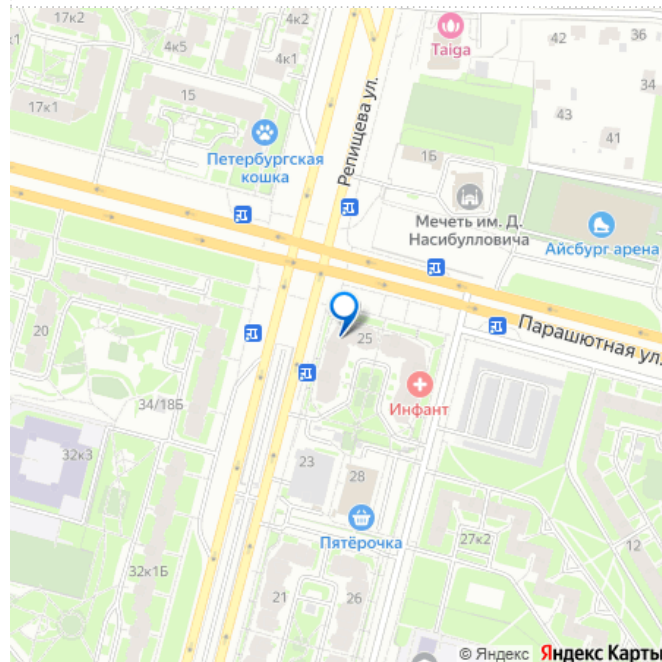 17к2
4к2
Taiga
42
36
4к5
4к1
34
17к1
15
43
41
Петербургская
кошка
Репищева ул.
1Б
Мечеть им. Д.
Насибулловича
Айсбург арена
20
25
Парашютная ул.
Инфант
34/18Б
32к3
23
28
Пятёрочка
27к2
12
32к1Б
21
26
© Яндекс Яндекс Карты